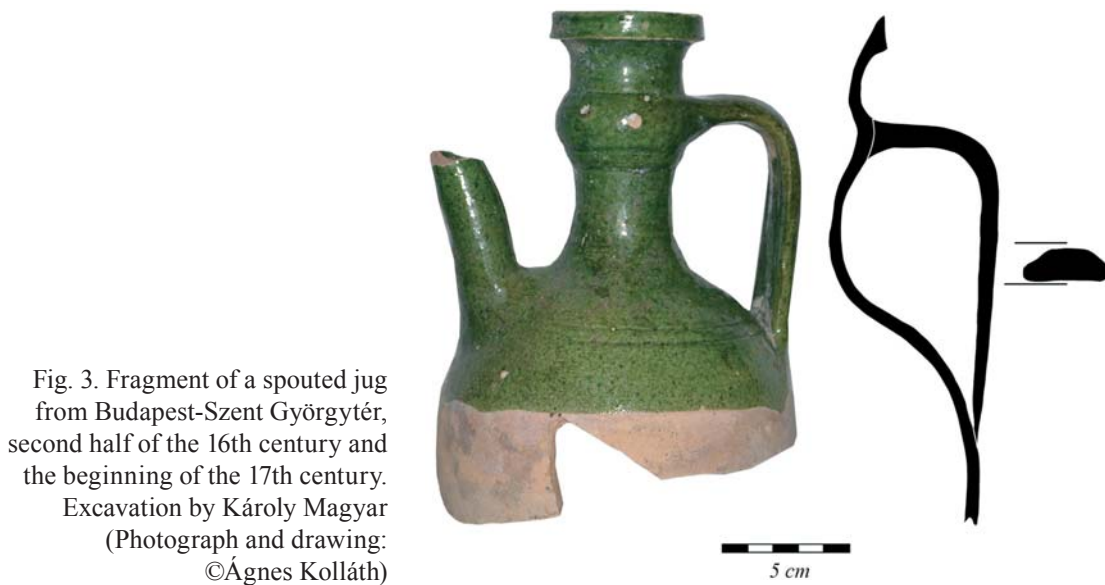 Fig. 3. Fragment of a spouted jug
from Budapest-Szent Györgytér,
second half of the 16th century and
the beginning of the 17th century.
Excavation by Károly Magyar
(Photograph and drawing:
©Ágnes Kolláth)
5 cm